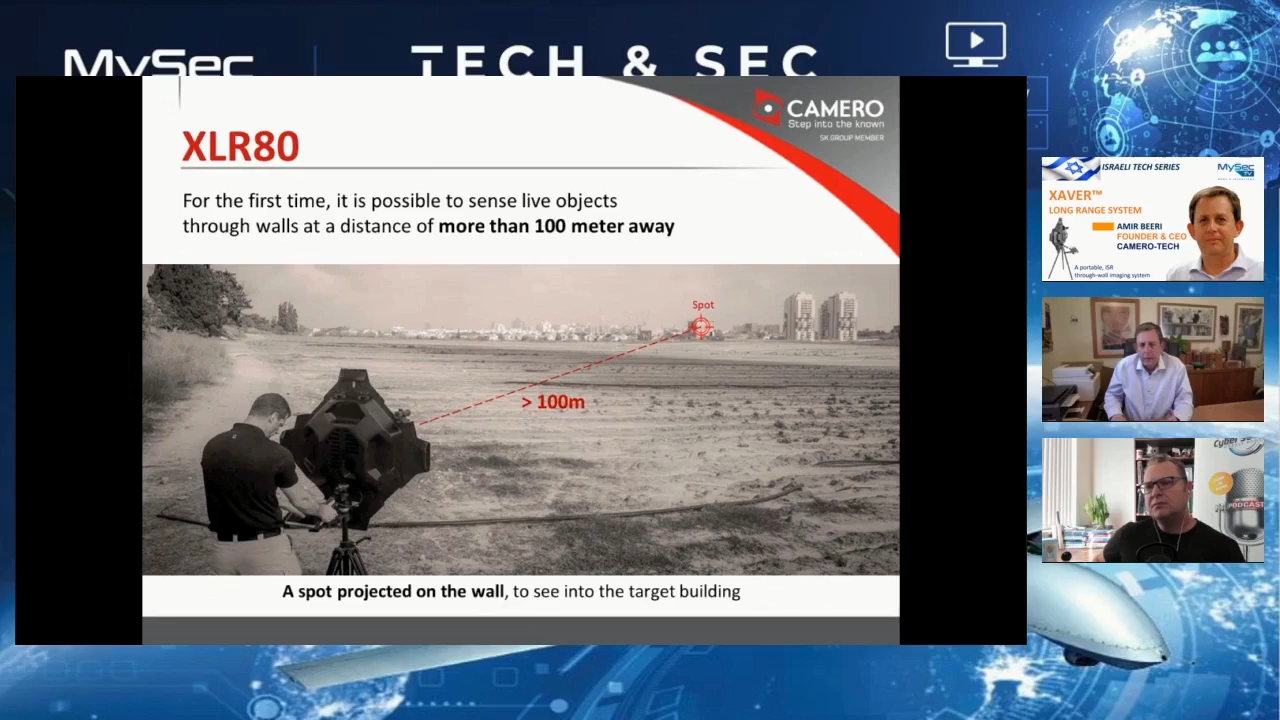 MySec
TECH & SEC
CAMERO
Step into the known
SK GROUP MEMBER
XLR80
For the first time, it is possible to sense live objects
through walls at a distance of more than 100 meter away
Spot
> 100m
A spot projected on the wall, to see into the target building
ISRAELI TECH SERIES
MySec
TV
XAVER™
LONG RANGE SYSTEM
AMIR BEERI
FOUNDER & CEO
CAMERO-TECH
A portable, ISR
through-wall imaging system
PODCAST